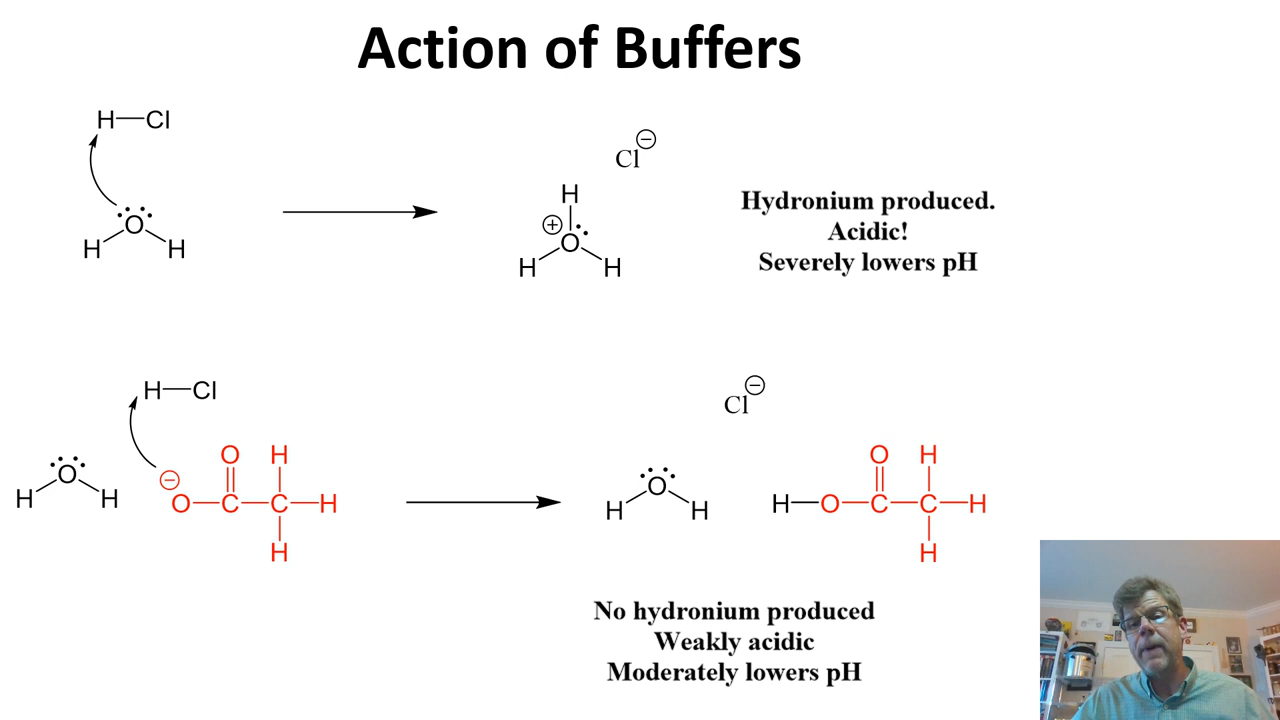 Action of Buffers
H—Cl
O
H H
Cl⊖
H
⊕
O
H H
Hydronium produced.
Acidic!
Severely lowers pH
H—Cl
O
H H
⊖
O H
O—C—C—H
H
Cl⊖
O
H H
O H
H—O—C—C—H
H
No hydronium produced
Weakly acidic
Moderately lowers pH